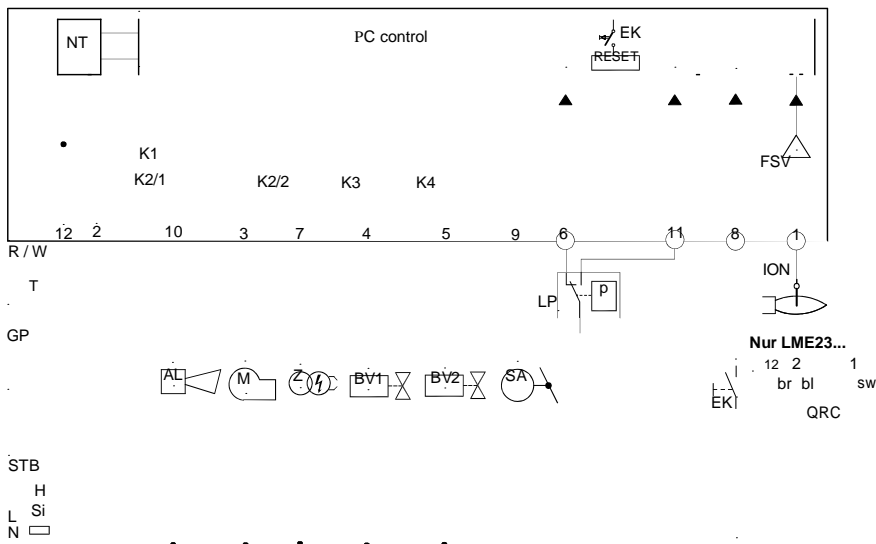 NT
PC control
EK
RESET
K1
FSV
K2/1 K2/2 K3 K4
12 2 10 3 7 4 5 9 6 11 8 1
R / W
ION
T
LP p
GP
Nur LME23...
12 2 1
AL M Z BV1 BV2 SA
br bl sw
EK
QRC
STB
H
L Si
N